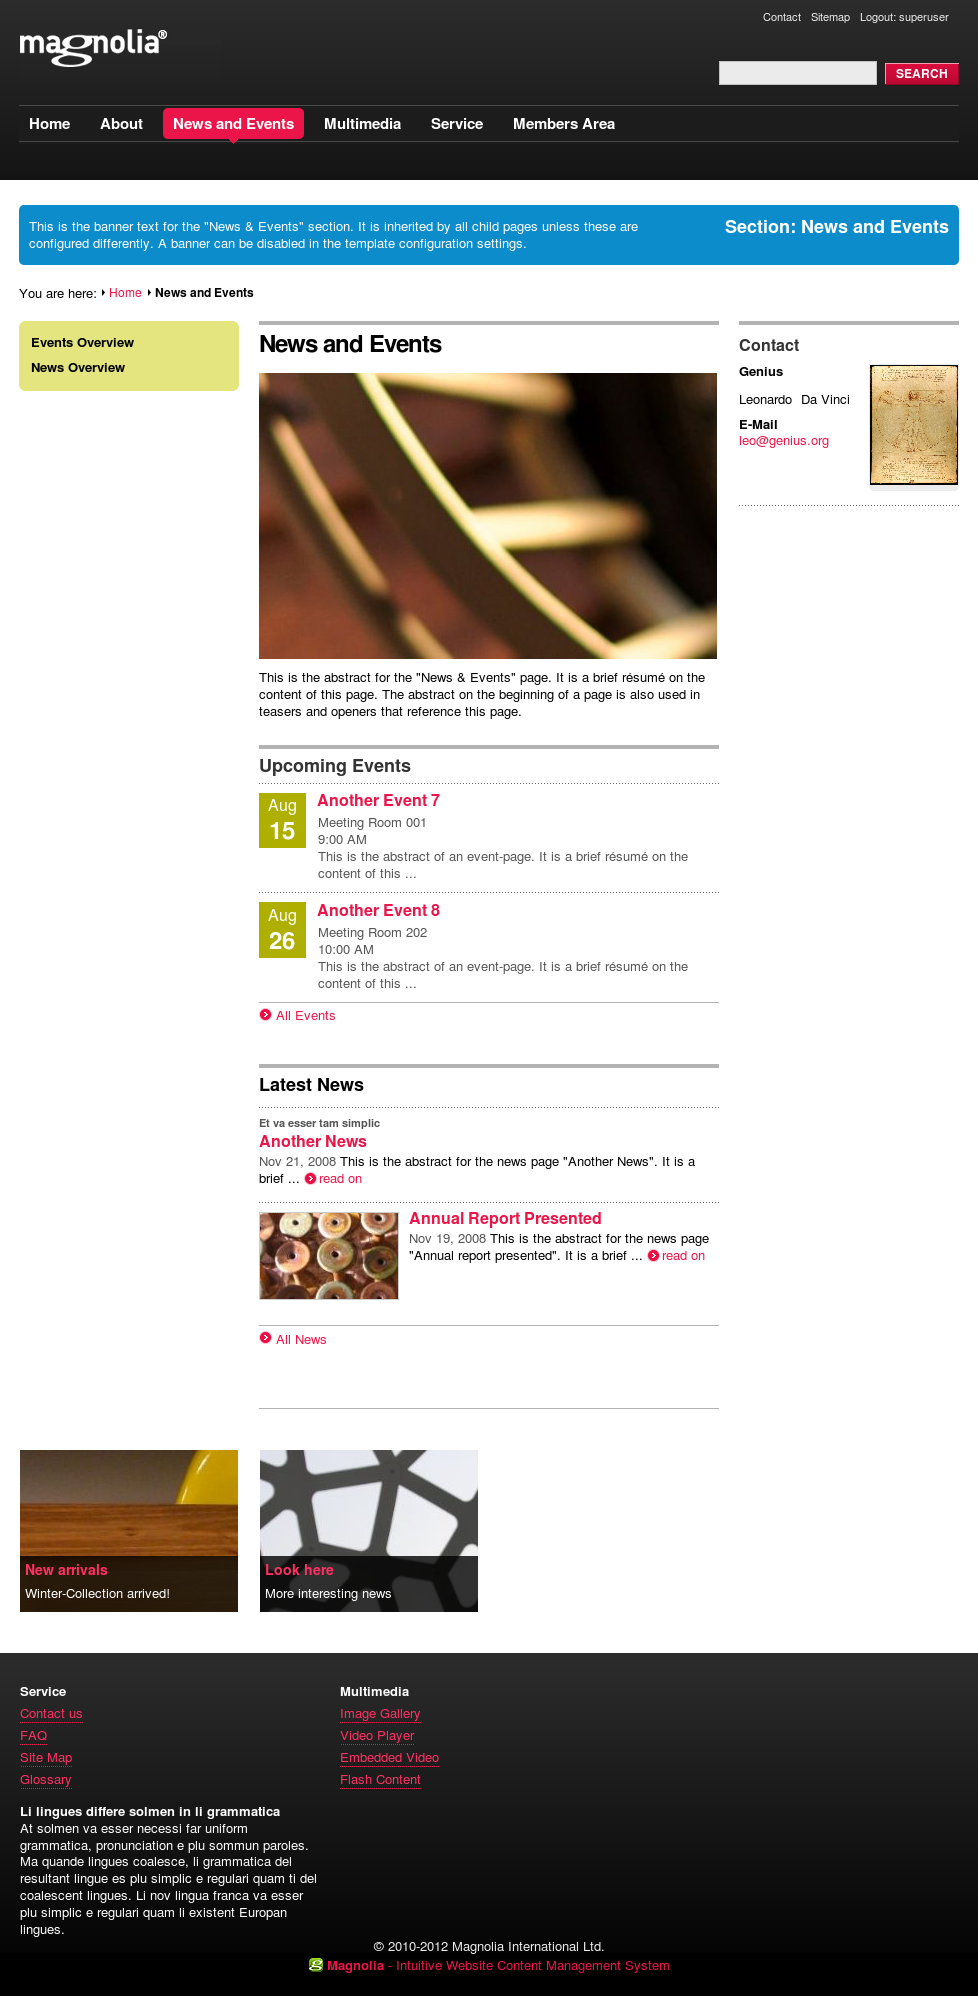 Contact Sitemap Logout: superuser
magnolia®
SEARCH
Home About News and Events Multimedia Service Members Area
This is the banner text for the "News & Events" section. It is inherited by all child pages unless these are
configured differently. A banner can be disabled in the template configuration settings.
Section: News and Events
You are here: Home News and Events
Events Overview
News Overview
News and Events
This is the abstract for the "News & Events" page. It is a brief résumé on the
content of this page. The abstract on the beginning of a page is also used in
teasers and openers that reference this page.
Upcoming Events
Aug
15
Another Event 7
Meeting Room 001
9:00 AM
This is the abstract of an event-page. It is a brief résumé on the
content of this ...
Aug
26
Another Event 8
Meeting Room 202
10:00 AM
This is the abstract of an event-page. It is a brief résumé on the
content of this ...
All Events
Latest News
Et va esser tam simplic
Another News
Nov 21, 2008 This is the abstract for the news page "Another News". It is a
brief ... read on
Annual Report Presented
Nov 19, 2008 This is the abstract for the news page
"Annual report presented". It is a brief ... read on
All News
Contact
Genius
Leonardo Da Vinci
E-Mail
leo@genius.org
New arrivals
Winter-Collection arrived!
Look here
More interesting news
Service
Contact us
FAQ
Site Map
Glossary
Multimedia
Image Gallery
Video Player
Embedded Video
Flash Content
Li lingues differe solmen in li grammatica
At solmen va esser necessi far uniform
grammatica, pronunciation e plu sommun paroles.
Ma quande lingues coalesce, li grammatica del
resultant lingue es plu simplic e regulari quam ti del
coalescent lingues. Li nov lingua franca va esser
plu simplic e regulari quam li existent Europan
lingues.
© 2010-2012 Magnolia International Ltd.
Magnolia - Intuitive Website Content Management System